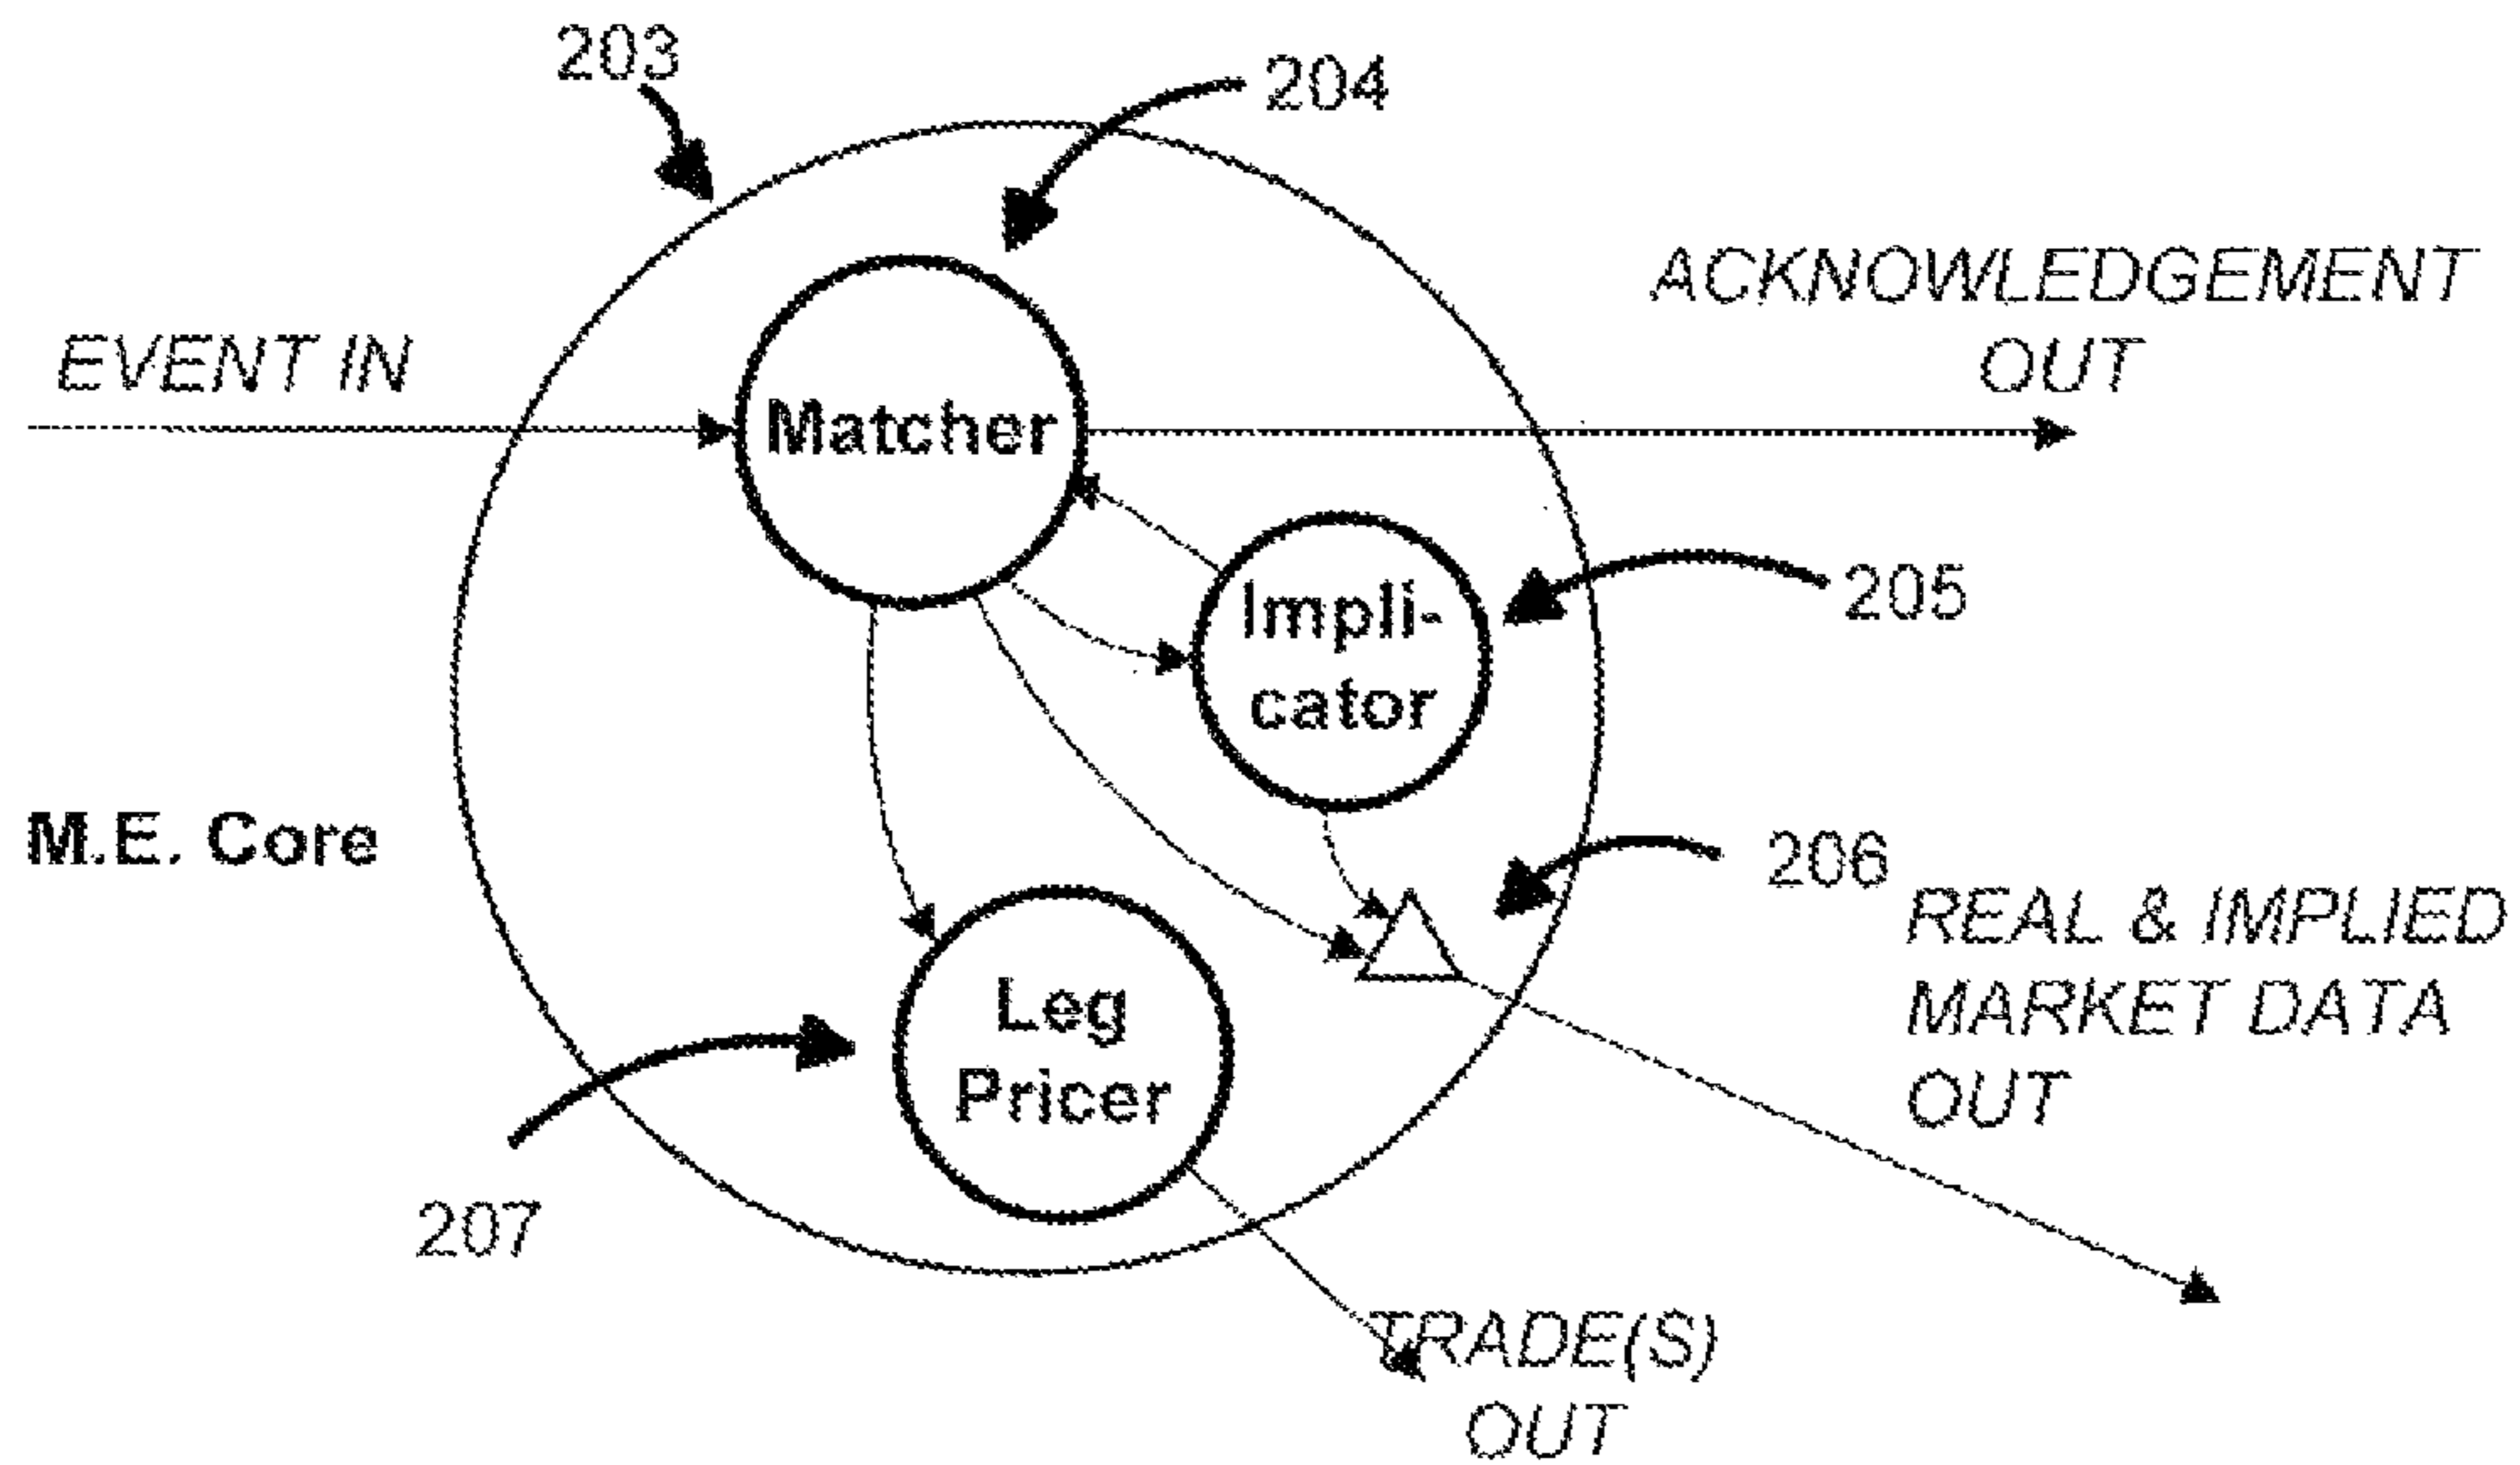 203
204
ACKNOWLEDGEMENT
OUT
EVENT IN
Matcher
Impli-
cator
205
M.E. Core
206
REAL & IMPLIED
MARKET DATA
OUT
Leg
Pricer
207
TRADE(S)
OUT